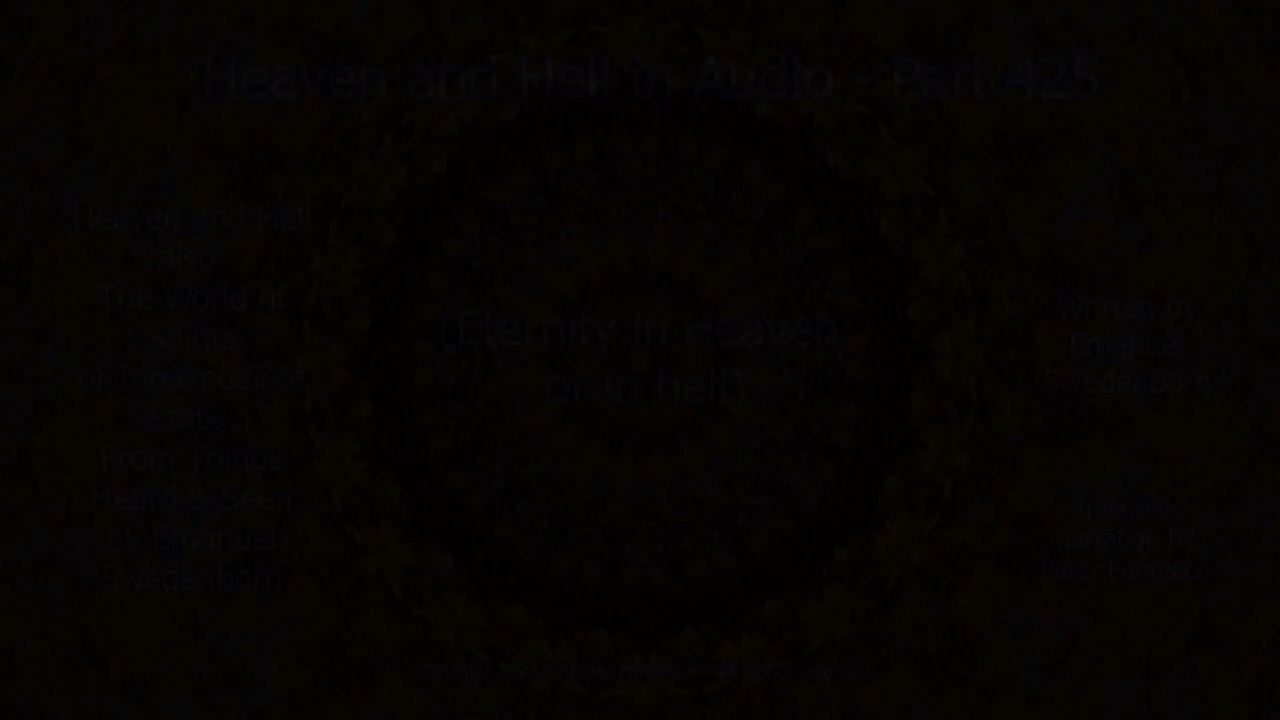 Heaven and Hell in Audio - Part 425
Heaven and Hell
also
The World of
Spirits
or Intermediate
State
From Things
Heard & Seen
by Emanuel
Swedenborg
(Eternity in Heaven
or in hell)
Written by
Emanuel
Swedenborg
narration by